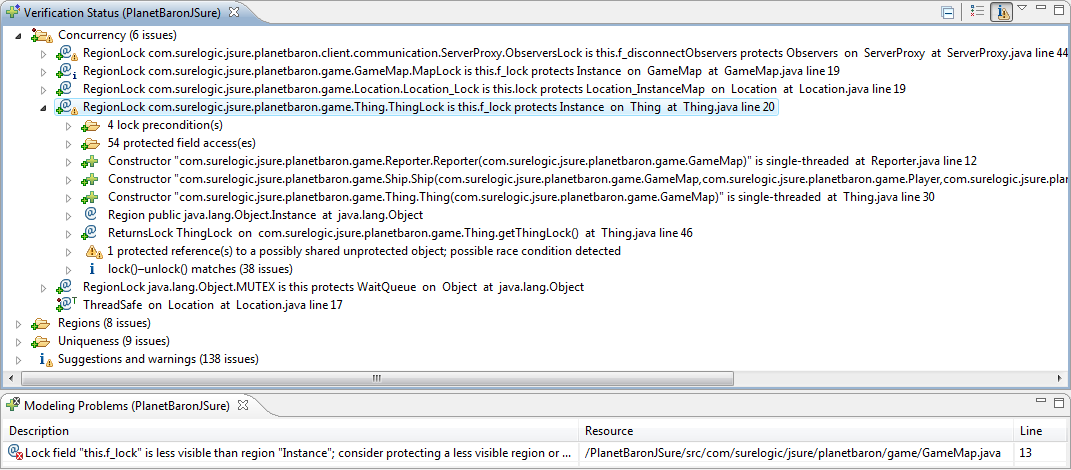 Verification Status (PlanetBaronJSure)
Concurrency (6 issues)
RegionLock com.surelogic.jsure.planetbaron.client.communication.ServerProxy.ObserversLock is this.f_disconnectObservers protects Observers on ServerProxy at ServerProxy.java line 44
RegionLock com.surelogic.jsure.planetbaron.game.GameMap.MapLock is this.f_lock protects Instance on GameMap at GameMap.java line 19
RegionLock com.surelogic.jsure.planetbaron.game.Location.Location_Lock is this.lock protects Location_InstanceMap on Location at Location.java line 19
RegionLock com.surelogic.jsure.planetbaron.game.Thing.ThingLock is this.f_lock protects Instance on Thing at Thing.java line 20
4 lock precondition(s)
54 protected field access(es)
Constructor "com.surelogic.jsure.planetbaron.game.Reporter.Reporter(com.surelogic.jsure.planetbaron.game.GameMap)" is single-threaded at Reporter.java line 12
Constructor "com.surelogic.jsure.planetbaron.game.Ship.Ship(com.surelogic.jsure.planetbaron.game.GameMap,com.surelogic.jsure.planetbaron.game.Player,com.surelogic.jsure.pla
Constructor "com.surelogic.jsure.planetbaron.game.Thing.Thing(com.surelogic.jsure.planetbaron.game.GameMap)" is single-threaded at Thing.java line 30
Region public java.lang.Object.Instance at java.lang.Object
ReturnsLock ThingLock on com.surelogic.jsure.planetbaron.game.Thing.getThingLock() at Thing.java line 46
1 protected reference(s) to a possibly shared unprotected object; possible race condition detected
lock()–unlock() matches (38 issues)
RegionLock java.lang.Object.MUTEX is this protects WaitQueue on Object at java.lang.Object
ThreadSafe on Location at Location.java line 17
Regions (8 issues)
Uniqueness (9 issues)
Suggestions and warnings (138 issues)
Modeling Problems (PlanetBaronJSure)
Description Resource Line
Lock field "this.f_lock" is less visible than region "Instance"; consider protecting a less visible region or ... /PlanetBaronJSure/src/com/surelogic/jsure/planetbaron/game/GameMap.java 13